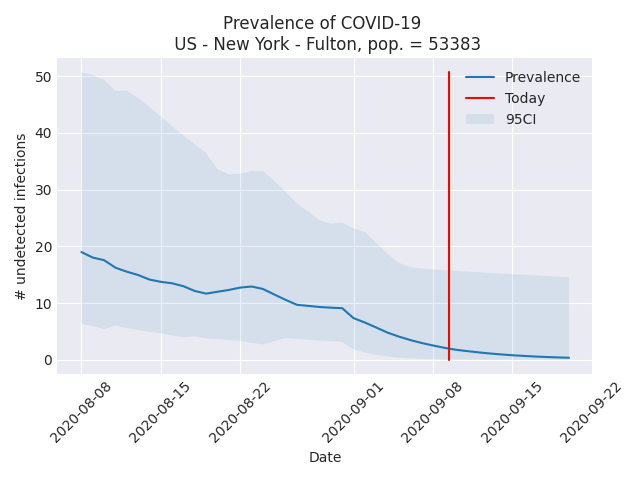 Prevalence of COVID-19
US - New York - Fulton, pop. = 53383
Prevalence
Today
95CI
# undetected infections
50
40
30
20
10
0
2020-08-08
2020-08-15
2020-08-22
2020-09-01
2020-09-08
2020-09-15
2020-09-22
Date